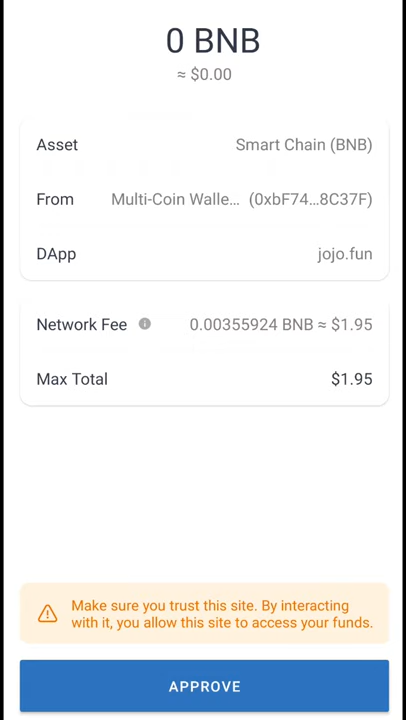 0 BNB
≈ $0.00
Asset Smart Chain (BNB)
From Multi-Coin Walle... (0xbF74...8C37F)
DApp jojo.fun
Network Fee 0.00355924 BNB ≈ $1.95
Max Total $1.95
Make sure you trust this site. By interacting
with it, you allow this site to access your funds.
APPROVE